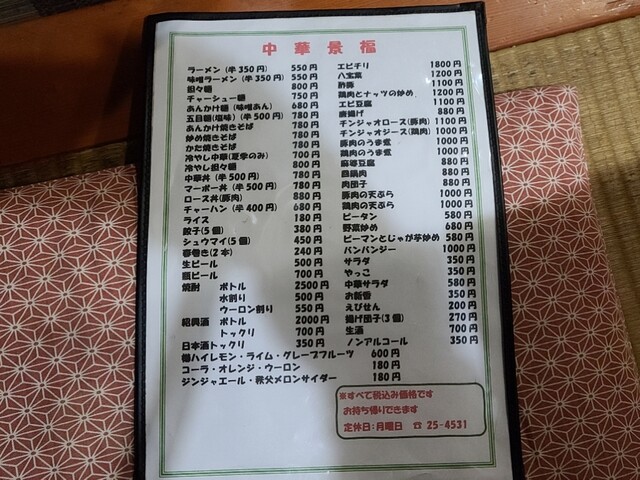 中華景福
ラーメン (半350円) 550円
味噌ラーメン (半350円) 550円
担々麺 800円
チャーシュー麺 750円
あんかけ麺 (味噌あん) 680円
五目麺(塩味) (半500円) 780円
あんかけ焼きそば 780円
炒め焼きそば 780円
かた焼きそば 780円
冷やし中華(夏季のみ) 700円
冷やし担々麺 800円
中華丼 (半500円) 780円
マーボー丼 (半500円) 780円
ロース丼(豚肉) 880円
チャーハン (半400円) 680円
ライス 180円
餃子(5個) 380円
シュウマイ(5個) 450円
春巻き(2本) 240円
生ビール 500円
瓶ビール 700円
焼酎 ボトル 2500円
水割り 500円
ウーロン割り 550円
紹興酒 ボトル 2000円
トックリ 700円
日本酒トックリ 350円
酎ハイレモン・ライム・グレープフルーツ 600円
コーラ・オレンジ・ウーロン 180円
ジンジャエール・秩父メロンサイダー 180円
エビチリ 1800円
八宝菜 1200円
酢豚 1100円
鶏肉とナッツの炒め 1200円
エビ豆腐 1100円
唐揚げ 880円
チンジャオロース(豚肉) 1100円
チンジャオジース(鶏肉) 1000円
豚肉のうま煮 1100円
鶏肉のうま煮 1000円
麻婆豆腐 880円
回鍋肉 880円
肉団子 880円
豚肉の天ぷら 1000円
鶏肉の天ぷら 1000円
ピータン 580円
野菜炒め 680円
ピーマンとじゃが芋炒め 580円
バンバンジー 1000円
サラダ 350円
やっこ 350円
中華サラダ 580円
お新香 350円
えびせん 200円
揚げ団子(3個) 270円
生酒 700円
ノンアルコール 350円
※すべて税込み価格です
お持ち帰りできます
定休日:月曜日 ☎25-4531